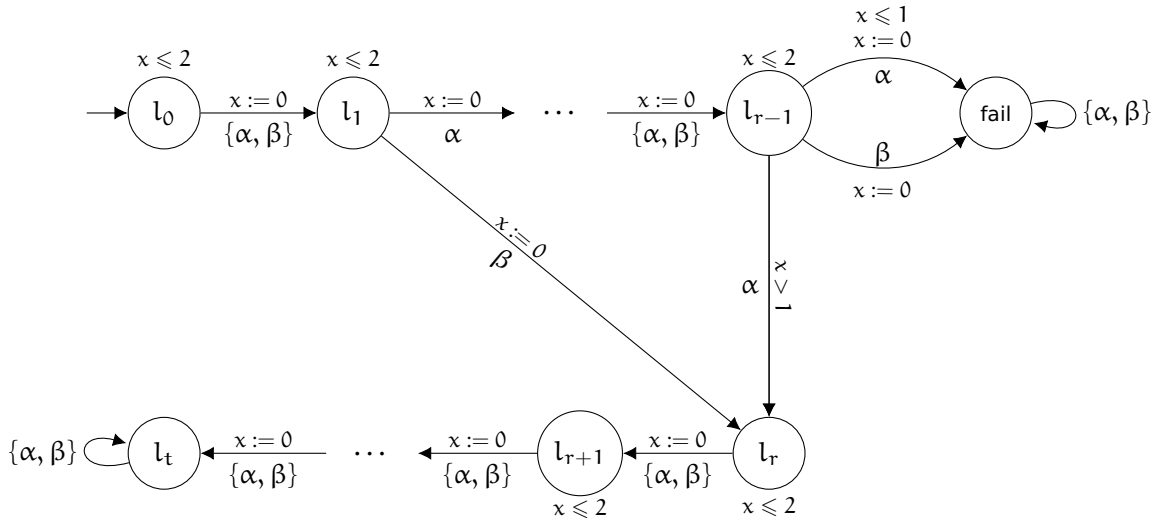 x ⩽ 1
x := 0
α
x ⩽ 2
x ⩽ 2
x ⩽ 2
l₀
x := 0
{α, β}
l₁
x := 0
α
···
x := 0
{α, β}
lᵣ₋₁
fail
{α, β}
β
x := 0
x := 0
β
α
x > 1
{α, β}
lₜ
x := 0
{α, β}
···
x := 0
{α, β}
lᵣ₊₁
x := 0
{α, β}
lᵣ
x ⩽ 2
x ⩽ 2